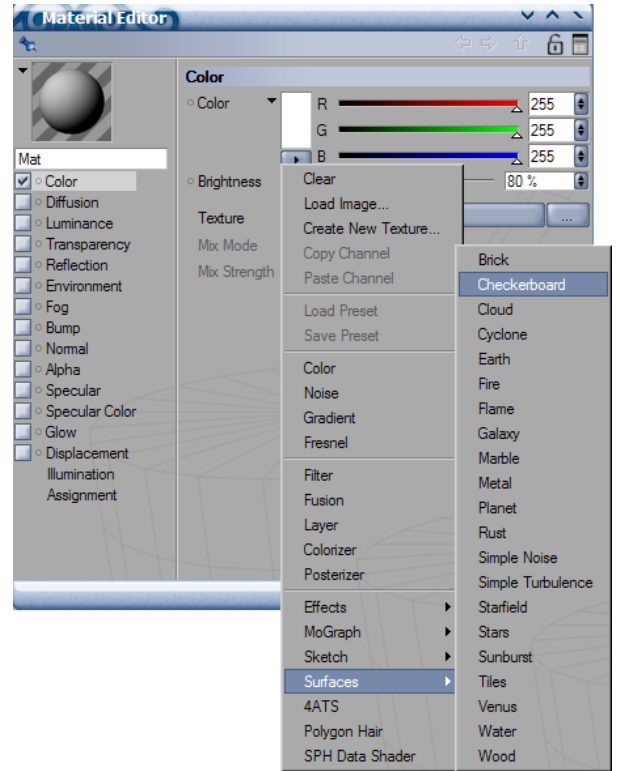 Material Editor
Color
Color
R
255
G
255
B
255
Brightness
80 %
Texture
...
Mix Mode
Mix Strength
Mat
Color
Diffusion
Luminance
Transparency
Reflection
Environment
Fog
Bump
Normal
Alpha
Specular
Specular Color
Glow
Displacement
Illumination
Assignment
Clear
Load Image...
Create New Texture...
Copy Channel
Paste Channel
Load Preset
Save Preset
Color
Noise
Gradient
Fresnel
Filter
Fusion
Layer
Colorizer
Posterizer
Effects
MoGraph
Sketch
Surfaces
4ATS
Polygon Hair
SPH Data Shader
Brick
Checkerboard
Cloud
Cyclone
Earth
Fire
Flame
Galaxy
Marble
Metal
Planet
Rust
Simple Noise
Simple Turbulence
Starfield
Stars
Sunburst
Tiles
Venus
Water
Wood